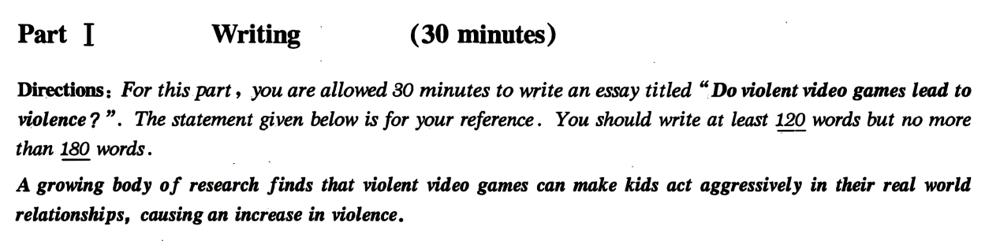 Part Ⅰ Writing (30 minutes)
Directions: For this part, you are allowed 30 minutes to write an essay titled “Do violent video games lead to
violence?”. The statement given below is for your reference. You should write at least 120 words but no more
than 180 words.
A growing body of research finds that violent video games can make kids act aggressively in their real world
relationships, causing an increase in violence.